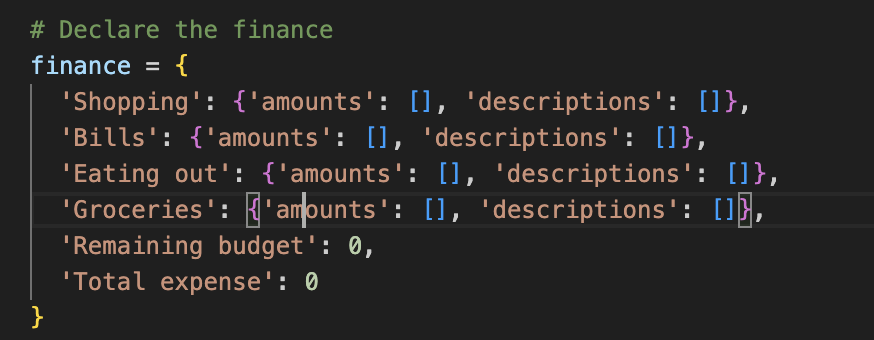 # Declare the finance
finance = {
  'Shopping': {'amounts': [], 'descriptions': []},
  'Bills': {'amounts': [], 'descriptions': []},
  'Eating out': {'amounts': [], 'descriptions': []},
  'Groceries': {'amounts': [], 'descriptions': []},
  'Remaining budget': 0,
  'Total expense': 0
}